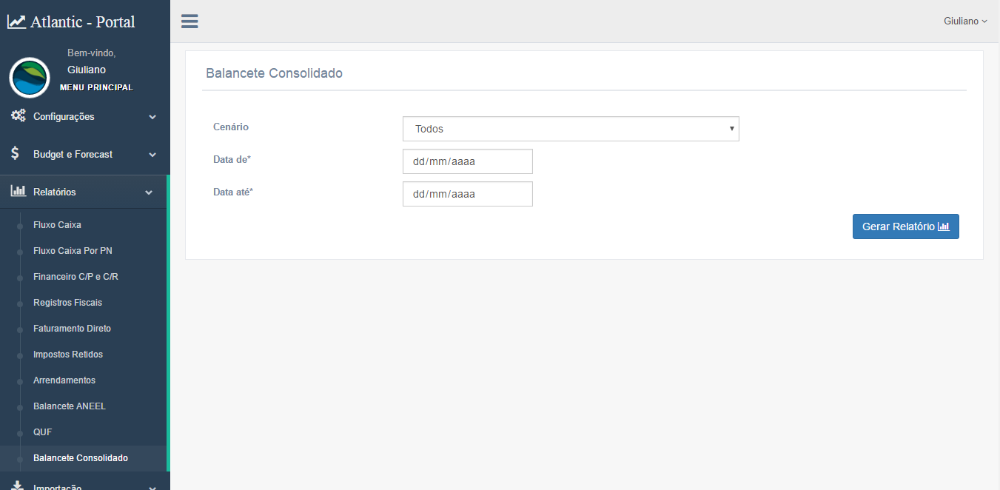 Atlantic - Portal
Giuliano
Bem-vindo,
Giuliano
MENU PRINCIPAL
Configurações
Budget e Forecast
Relatórios
Fluxo Caixa
Fluxo Caixa Por PN
Financeiro C/P e C/R
Registros Fiscais
Faturamento Direto
Impostos Retidos
Arrendamentos
Balancete ANEEL
QUF
Balancete Consolidado
Importação
Balancete Consolidado
Cenário
Todos
Data de*
dd/mm/aaaa
Data até*
dd/mm/aaaa
Gerar Relatório